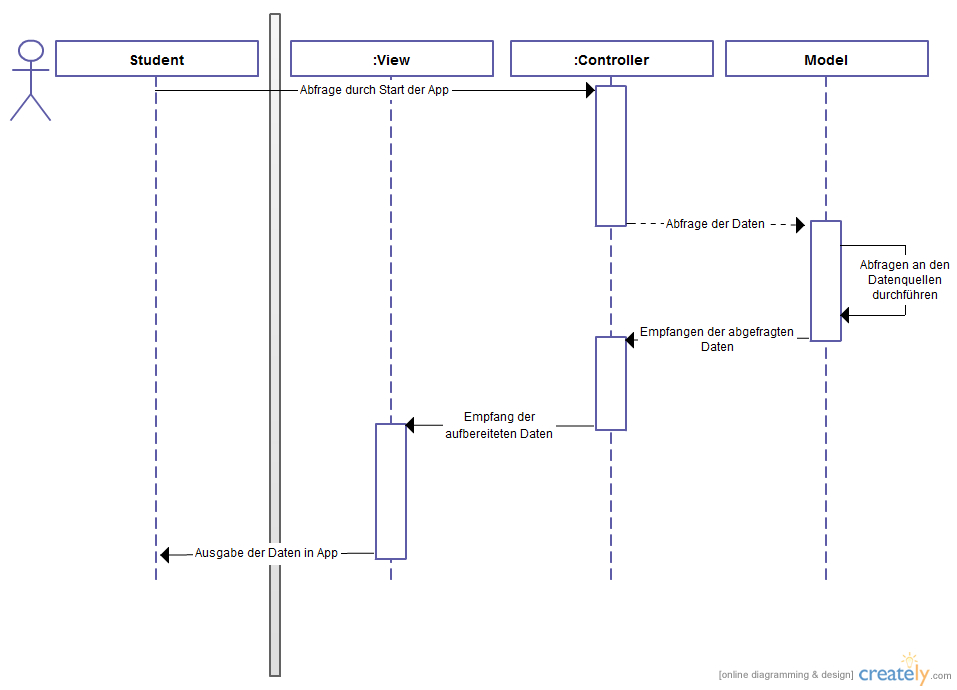 Student
:View
:Controller
Model
Abfrage durch Start der App
Abfrage der Daten
Abfragen an den
Datenquellen
durchführen
Empfangen der abgefragten
Daten
Empfang der
aufbereiteten Daten
Ausgabe der Daten in App
[online diagramming & design] creately.com